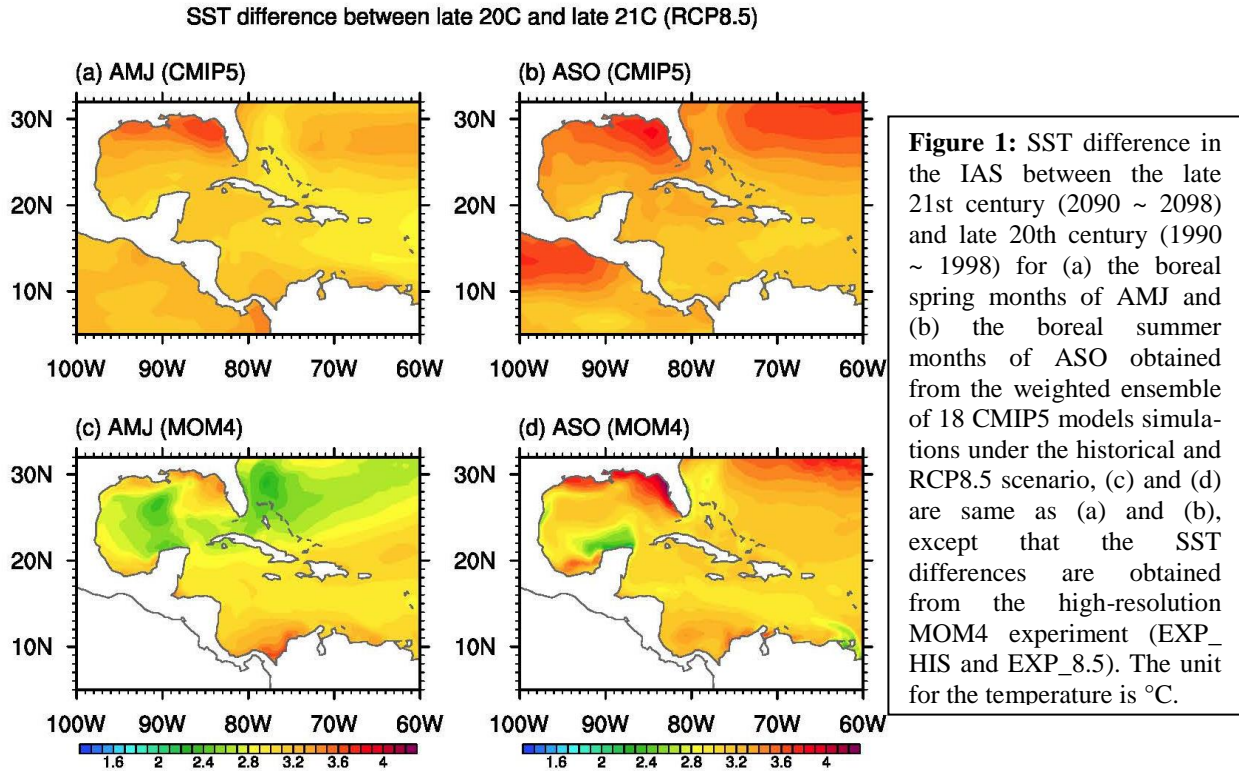 SST difference between late 20C and late 21C (RCP8.5)
(a) AMJ (CMIP5)
30N
20N
10N
100W 90W 80W 70W 60W
(b) ASO (CMIP5)
30N
20N
10N
100W 90W 80W 70W 60W
(c) AMJ (MOM4)
30N
20N
10N
100W 90W 80W 70W 60W
1.6 2 2.4 2.8 3.2 3.6 4
(d) ASO (MOM4)
30N
20N
10N
100W 90W 80W 70W 60W
1.6 2 2.4 2.8 3.2 3.6 4
Figure 1: SST difference in
the IAS between the late
21st century (2090 ~ 2098)
and late 20th century (1990
~ 1998) for (a) the boreal
spring months of AMJ and
(b) the boreal summer
months of ASO obtained
from the weighted ensemble
of 18 CMIP5 models simula-
tions under the historical and
RCP8.5 scenario, (c) and (d)
are same as (a) and (b),
except that the SST
differences are obtained
from the high-resolution
MOM4 experiment (EXP_
HIS and EXP_8.5). The unit
for the temperature is °C.